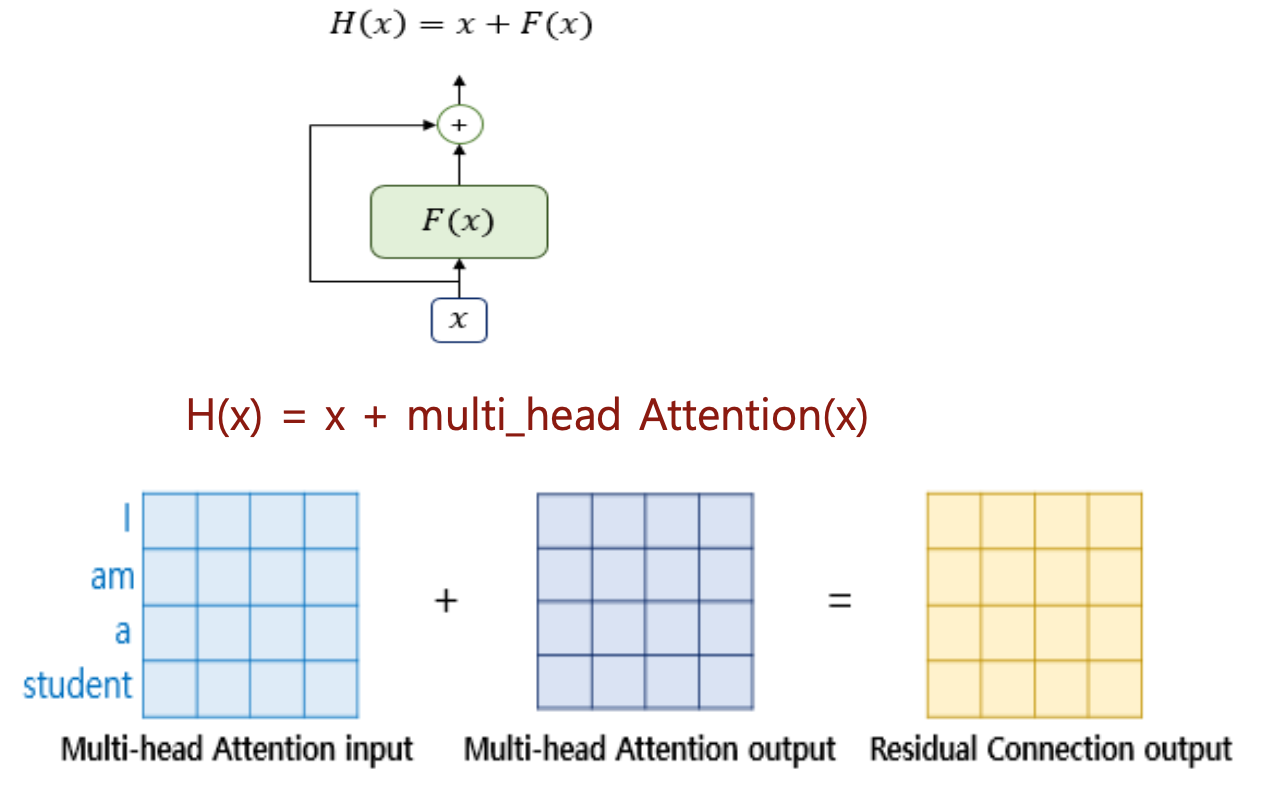 H(x) = x + F(x)
+
F(x)
x
H(x) = x + multi_head Attention(x)
I
am
a
student
+
=
Multi-head Attention input
Multi-head Attention output
Residual Connection output